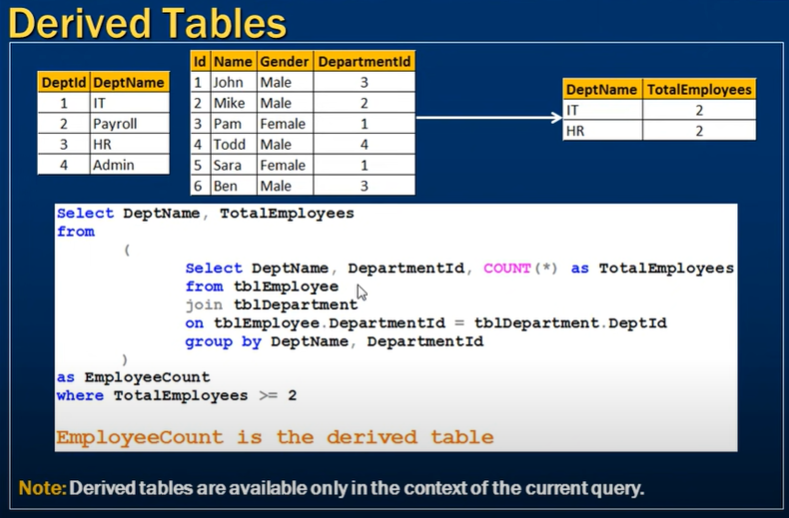 Derived Tables
DeptId DeptName
1 IT
2 Payroll
3 HR
4 Admin
Id Name Gender DepartmentId
1 John Male 3
2 Mike Male 2
3 Pam Female 1
4 Todd Male 4
5 Sara Female 1
6 Ben Male 3
DeptName TotalEmployees
IT 2
HR 2
Select DeptName, TotalEmployees
from
(
Select DeptName, DepartmentId, COUNT(*) as TotalEmployees
from tblEmployee
join tblDepartment
on tblEmployee.DepartmentId = tblDepartment.DeptId
group by DeptName, DepartmentId
)
as EmployeeCount
where TotalEmployees >= 2
EmployeeCount is the derived table
Note: Derived tables are available only in the context of the current query.